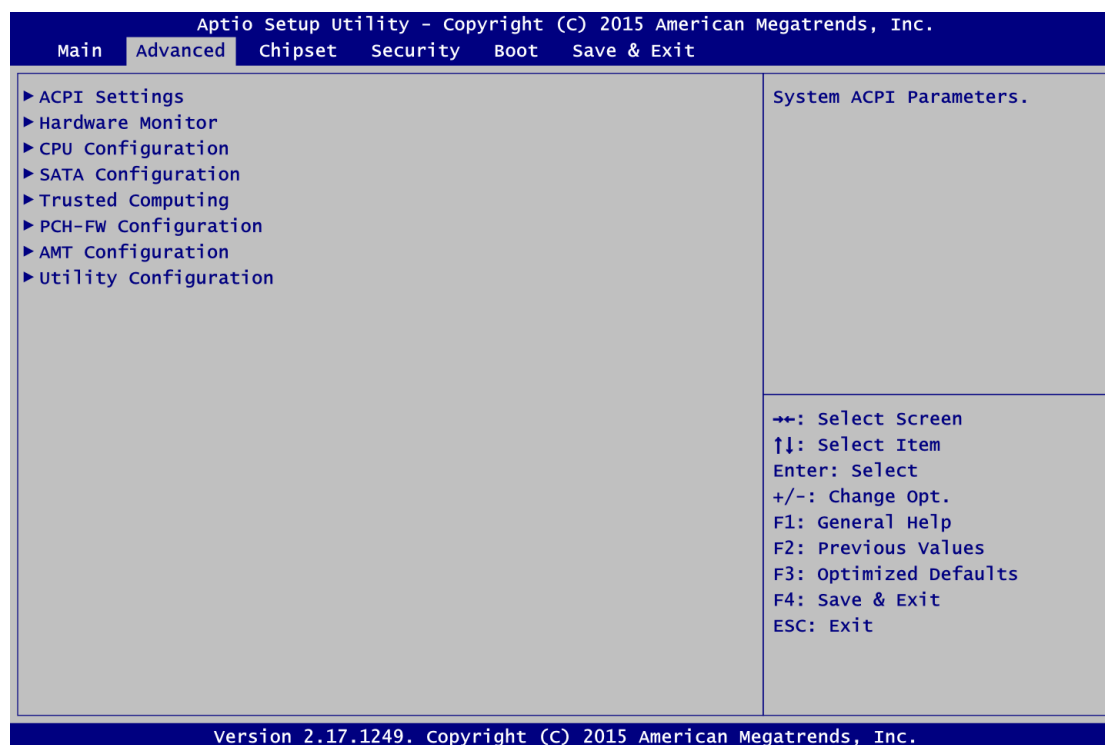 Aptio Setup Utility - Copyright (C) 2015 American Megatrends, Inc.
Main Advanced Chipset Security Boot Save & Exit
►ACPI Settings
►Hardware Monitor
►CPU Configuration
►SATA Configuration
►Trusted Computing
►PCH-FW Configuration
►AMT Configuration
►Utility Configuration
System ACPI Parameters.
→←: Select Screen
↑↓: Select Item
Enter: Select
+/-: Change Opt.
F1: General Help
F2: Previous Values
F3: Optimized Defaults
F4: Save & Exit
ESC: Exit
Version 2.17.1249. Copyright (C) 2015 American Megatrends, Inc.